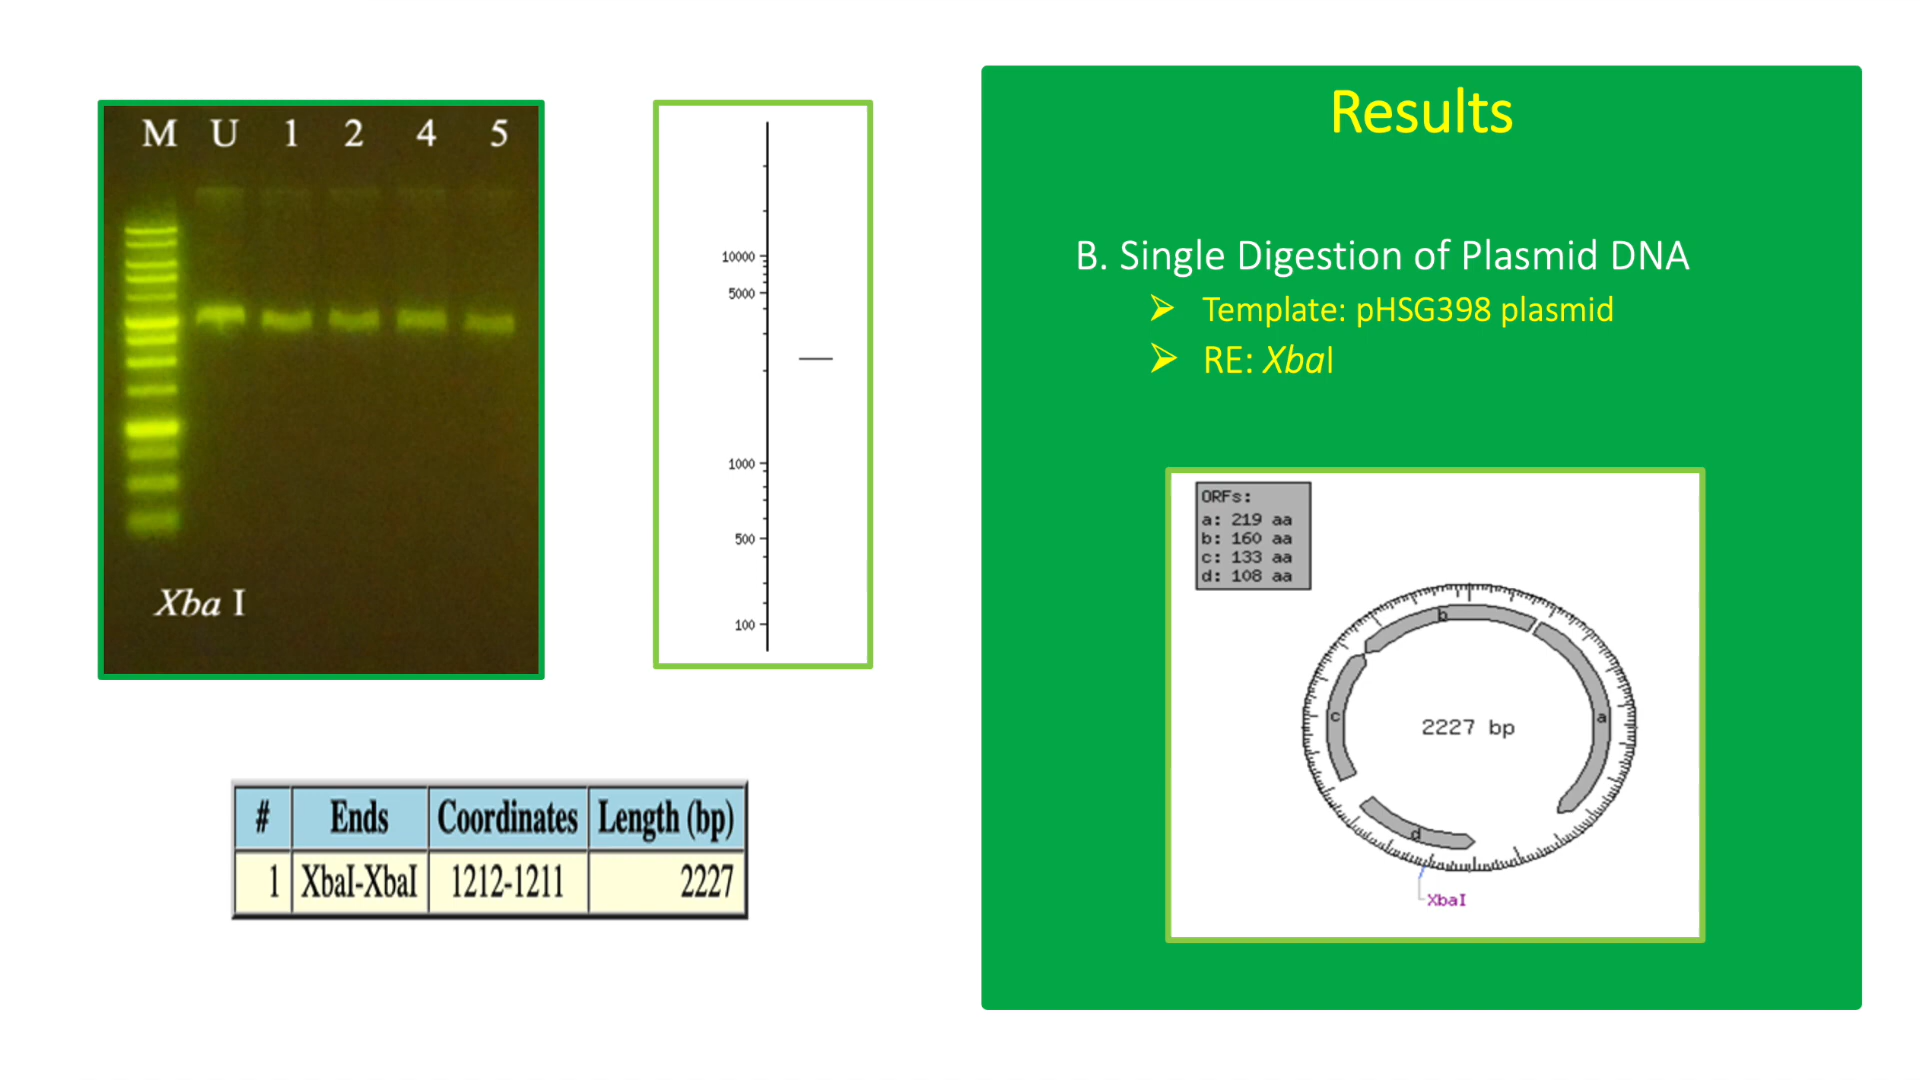 M U 1 2 4 5
Xba I
10000
5000
1000
500
100
# Ends Coordinates Length (bp)
1 XbaI-XbaI 1212-1211 2227
Results
B. Single Digestion of Plasmid DNA
Template: pHSG398 plasmid
RE: XbaI
ORFs:
a: 219 aa
b: 160 aa
c: 133 aa
d: 108 aa
b
a
c
2227 bp
d
XbaI